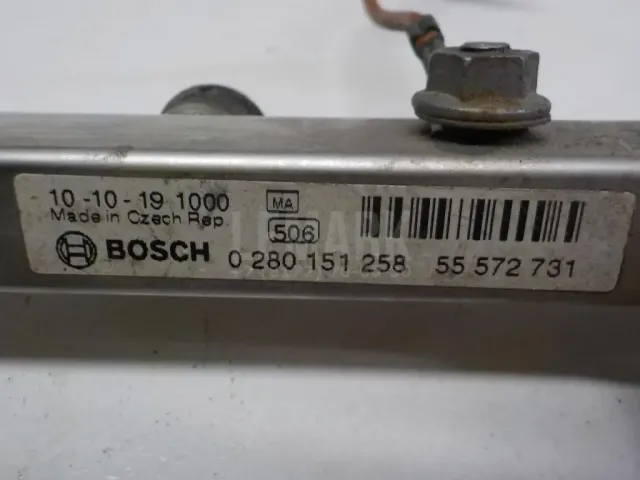 10 -10 - 19 1000 MA
Made in Czech Rep 506
BOSCH 0 280 151 258 55 572 731